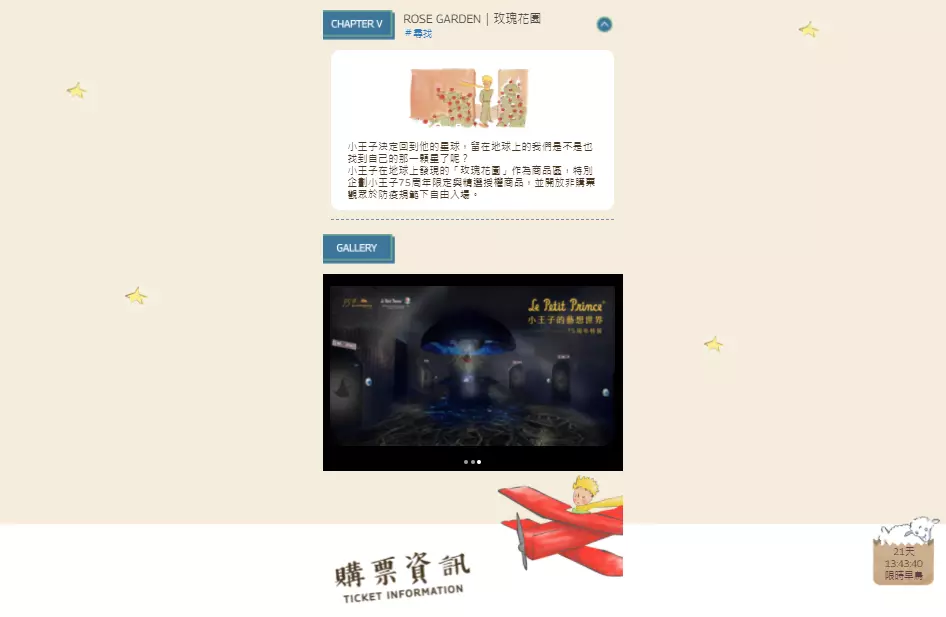 CHAPTER V
ROSE GARDEN｜玫瑰花園
#尋找
小王子決定回到他的星球，留在地球上的我們是不是也
找到自己的那一顆星了呢？
小王子在地球上發現的「玫瑰花園」作為商品區，特別
企劃小王子75周年限定與精選授權商品，並開放非購票
觀眾於防疫規範下自由入場。
GALLERY
Le Petit Prince
小王子的藝想世界
75週年特展
購票資訊
TICKET INFORMATION
21天
13:43:40
限時早鳥